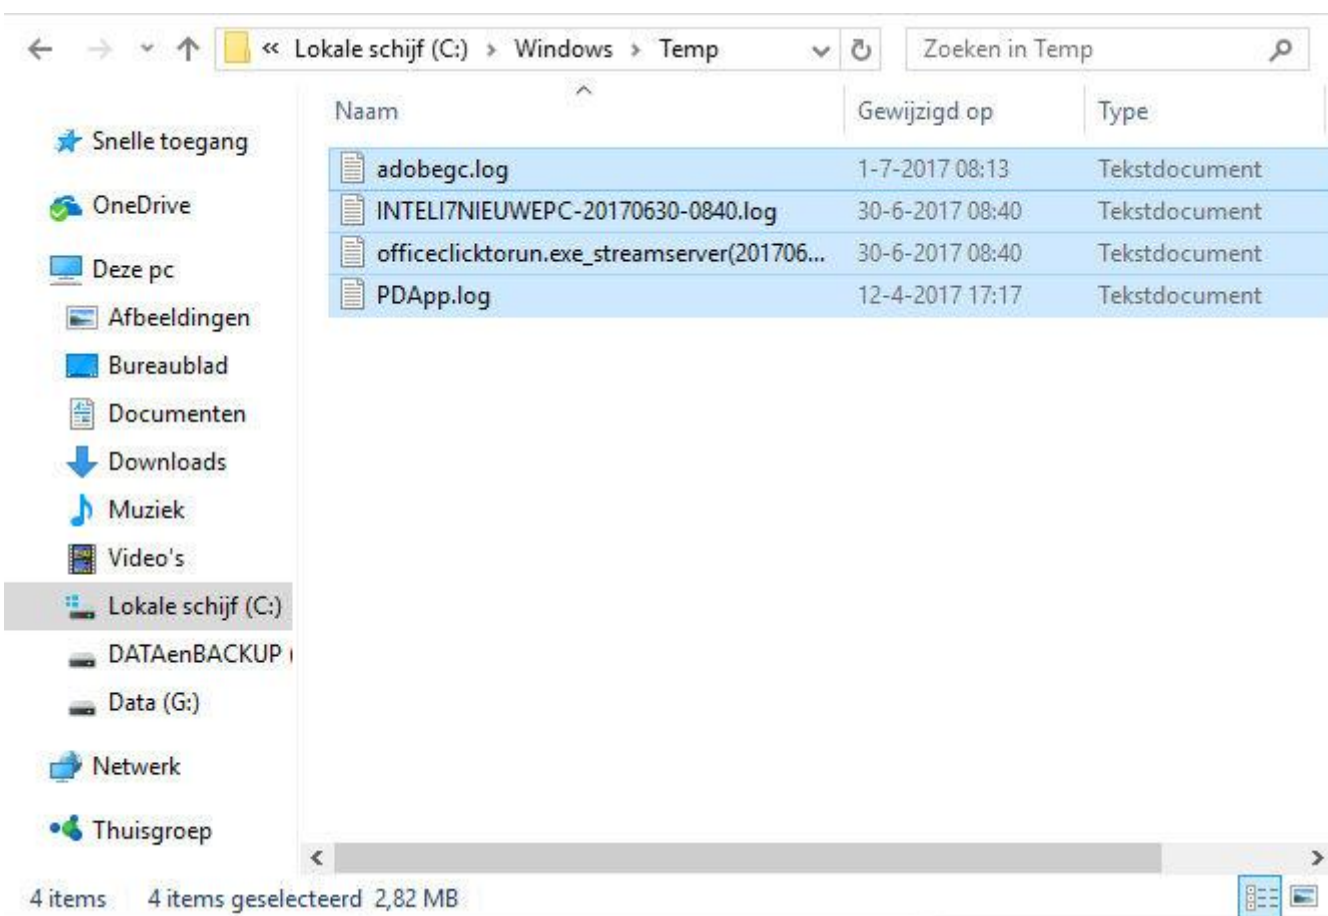 « Lokale schijf (C:) > Windows > Temp
Zoeken in Temp
Naam Gewijzigd op Type
Snelle toegang
OneDrive
Deze pc
Afbeeldingen
Bureaublad
Documenten
Downloads
Muziek
Video's
Lokale schijf (C:)
DATAenBACKUP (
Data (G:)
Netwerk
Thuisgroep
adobegc.log 1-7-2017 08:13 Tekstdocument
INTELI7NIEUWEPC-20170630-0840.log 30-6-2017 08:40 Tekstdocument
officeclicktorun.exe_streamserver(201706... 30-6-2017 08:40 Tekstdocument
PDApp.log 12-4-2017 17:17 Tekstdocument
4 items 4 items geselecteerd 2,82 MB